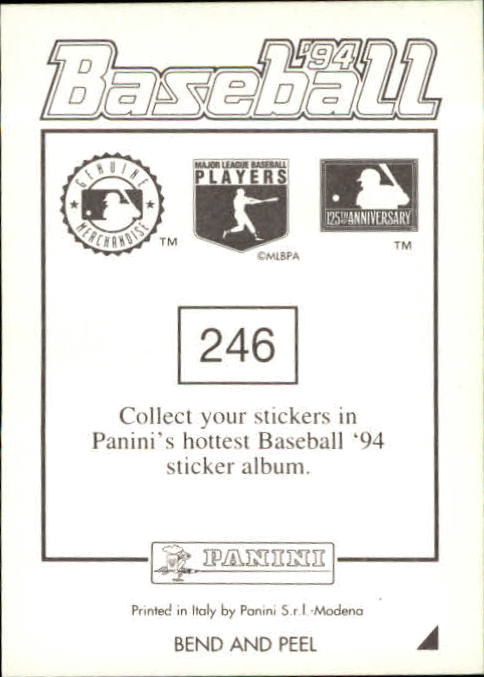 '94
Baseball
GENUINE
MERCHANDISE
TM
MAJOR LEAGUE BASEBALL
PLAYERS
©MLBPA
125TH ANNIVERSARY
TM
246
Collect your stickers in
Panini's hottest Baseball '94
sticker album.
PANINI
Printed in Italy by Panini S.r.l.-Modena
BEND AND PEEL